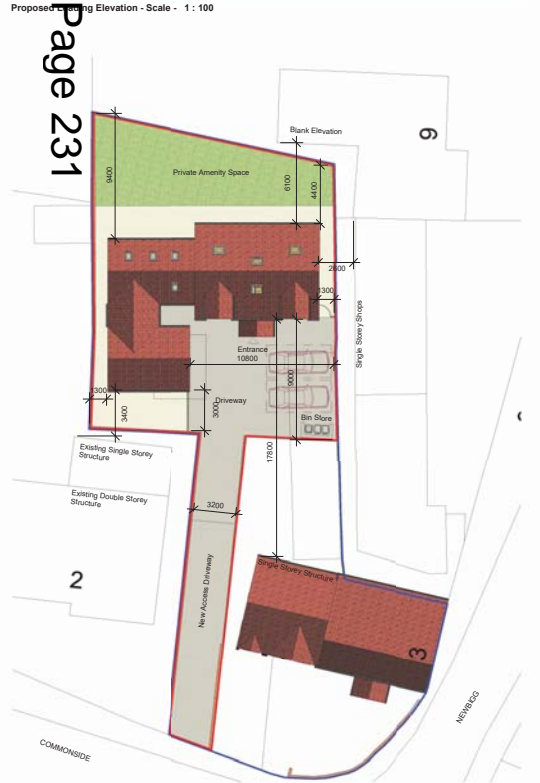 Proposed Leading Elevation - Scale - 1 : 100
Page 231
Blank Elevation
9
9400
Private Amenity Space
6100
4400
2600
1300
Single Storey Shops
Entrance
10800
9000
1300
3400
3000
Driveway
Bin Store
Existing Single Storey
Structure
17800
Existing Double Storey
Structure
3200
2
New Access Driveway
Single Storey Structure
3
NEWBIGG
COMMONSIDE